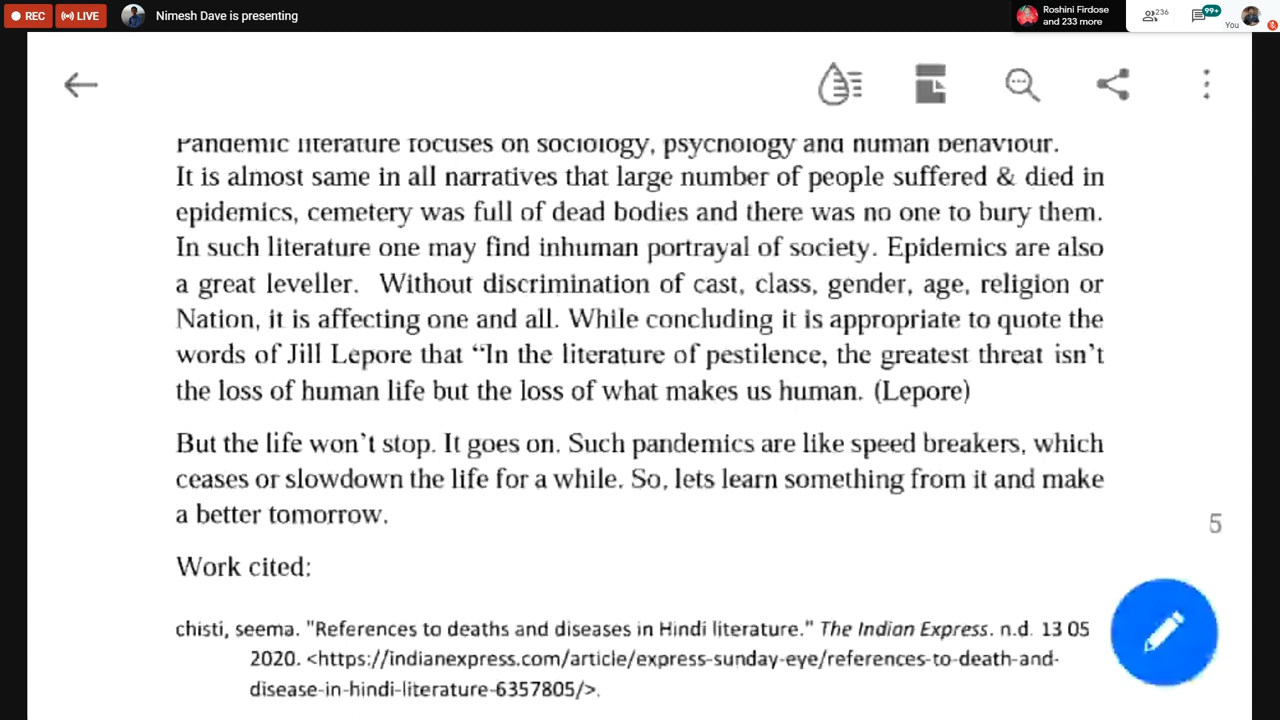 REC
LIVE
Nimesh Dave is presenting
Roshini Firdose
and 233 more
236
99+
You
Pandemic literature focuses on sociology, psychology and human behaviour.
It is almost same in all narratives that large number of people suffered & died in
epidemics, cemetery was full of dead bodies and there was no one to bury them.
In such literature one may find inhuman portrayal of society. Epidemics are also
a great leveller. Without discrimination of cast, class, gender, age, religion or
Nation, it is affecting one and all. While concluding it is appropriate to quote the
words of Jill Lepore that “In the literature of pestilence, the greatest threat isn’t
the loss of human life but the loss of what makes us human. (Lepore)
But the life won’t stop. It goes on. Such pandemics are like speed breakers, which
ceases or slowdown the life for a while. So, lets learn something from it and make
a better tomorrow.
5
Work cited:
chisti, seema. "References to deaths and diseases in Hindi literature." The Indian Express. n.d. 13 05
2020. <https://indianexpress.com/article/express-sunday-eye/references-to-death-and-
disease-in-hindi-literature-6357805/>.